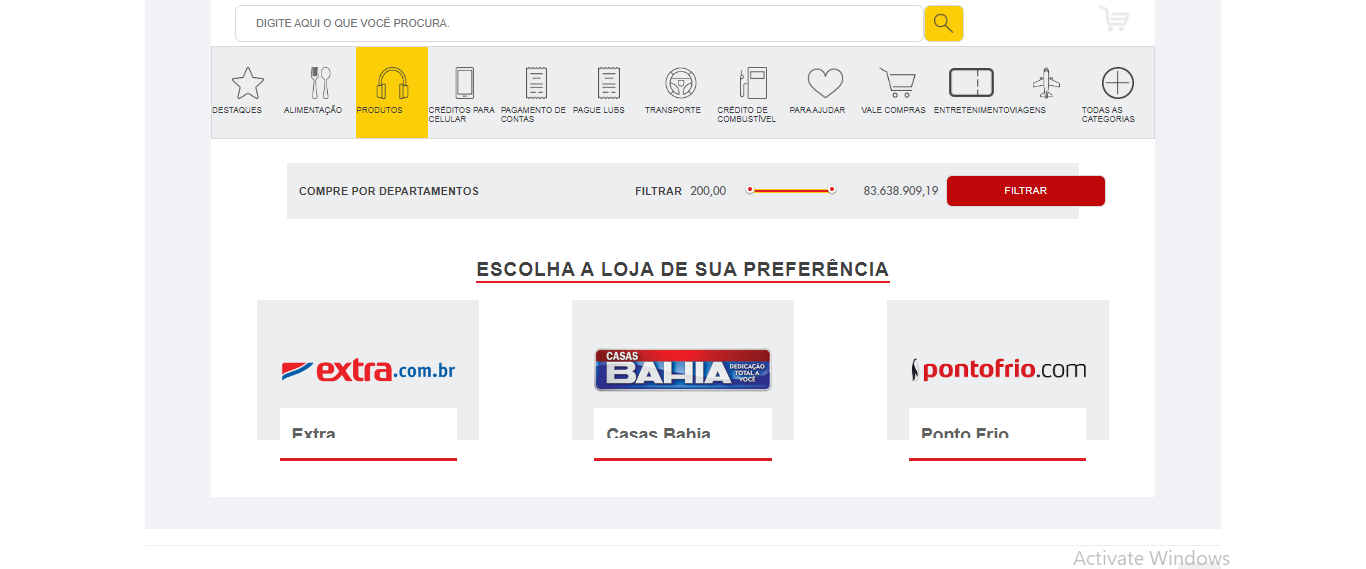 DIGITE AQUI O QUE VOCÊ PROCURA.
DESTAQUES
ALIMENTAÇÃO
PRODUTOS
CRÉDITOS PARA
CELULAR
PAGAMENTO DE
CONTAS
PAGUE LUBS
TRANSPORTE
CRÉDITO DE
COMBUSTÍVEL
PARA AJUDAR
VALE COMPRAS
ENTRETENIMENTO
VIAGENS
TODAS AS
CATEGORIAS
COMPRE POR DEPARTAMENTOS
FILTRAR 200,00 83.638.909,19 FILTRAR
ESCOLHA A LOJA DE SUA PREFERÊNCIA
extra.com.br
CASAS
BAHIA
DEDICAÇÃO
TOTAL A
VOCÊ
pontofrio.com
Extra
Casas Bahia
Ponto Frio
Activate Windows